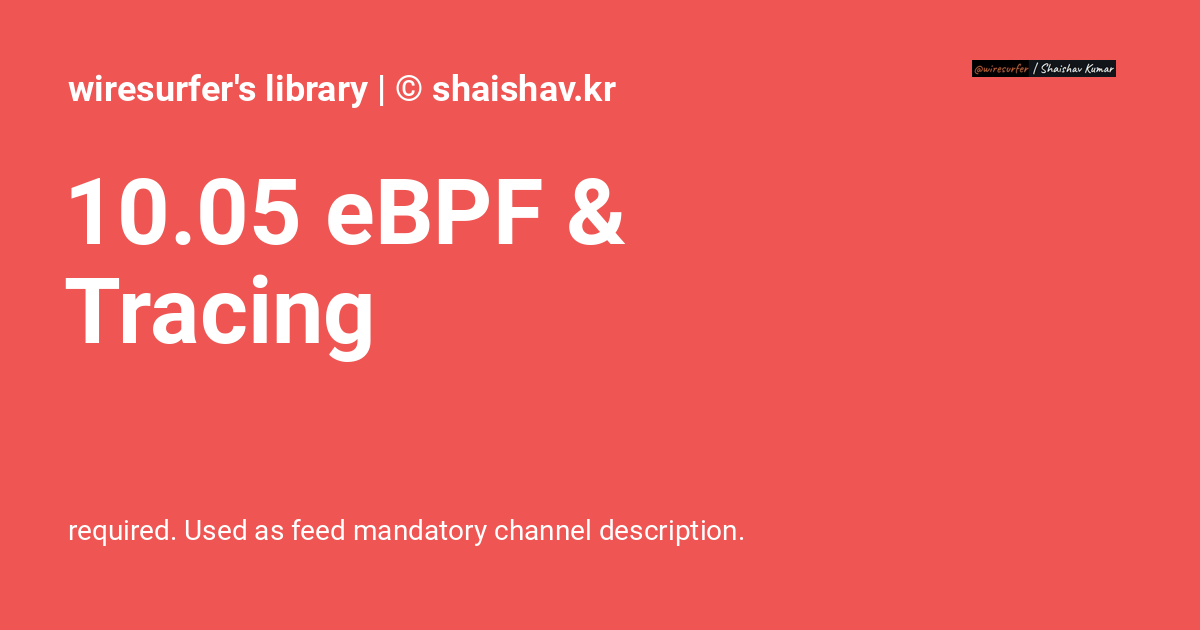 wiresurfer's library | © shaishav.kr
@wiresurfer | Shaishav Kumar
10.05 eBPF &
Tracing
required. Used as feed mandatory channel description.